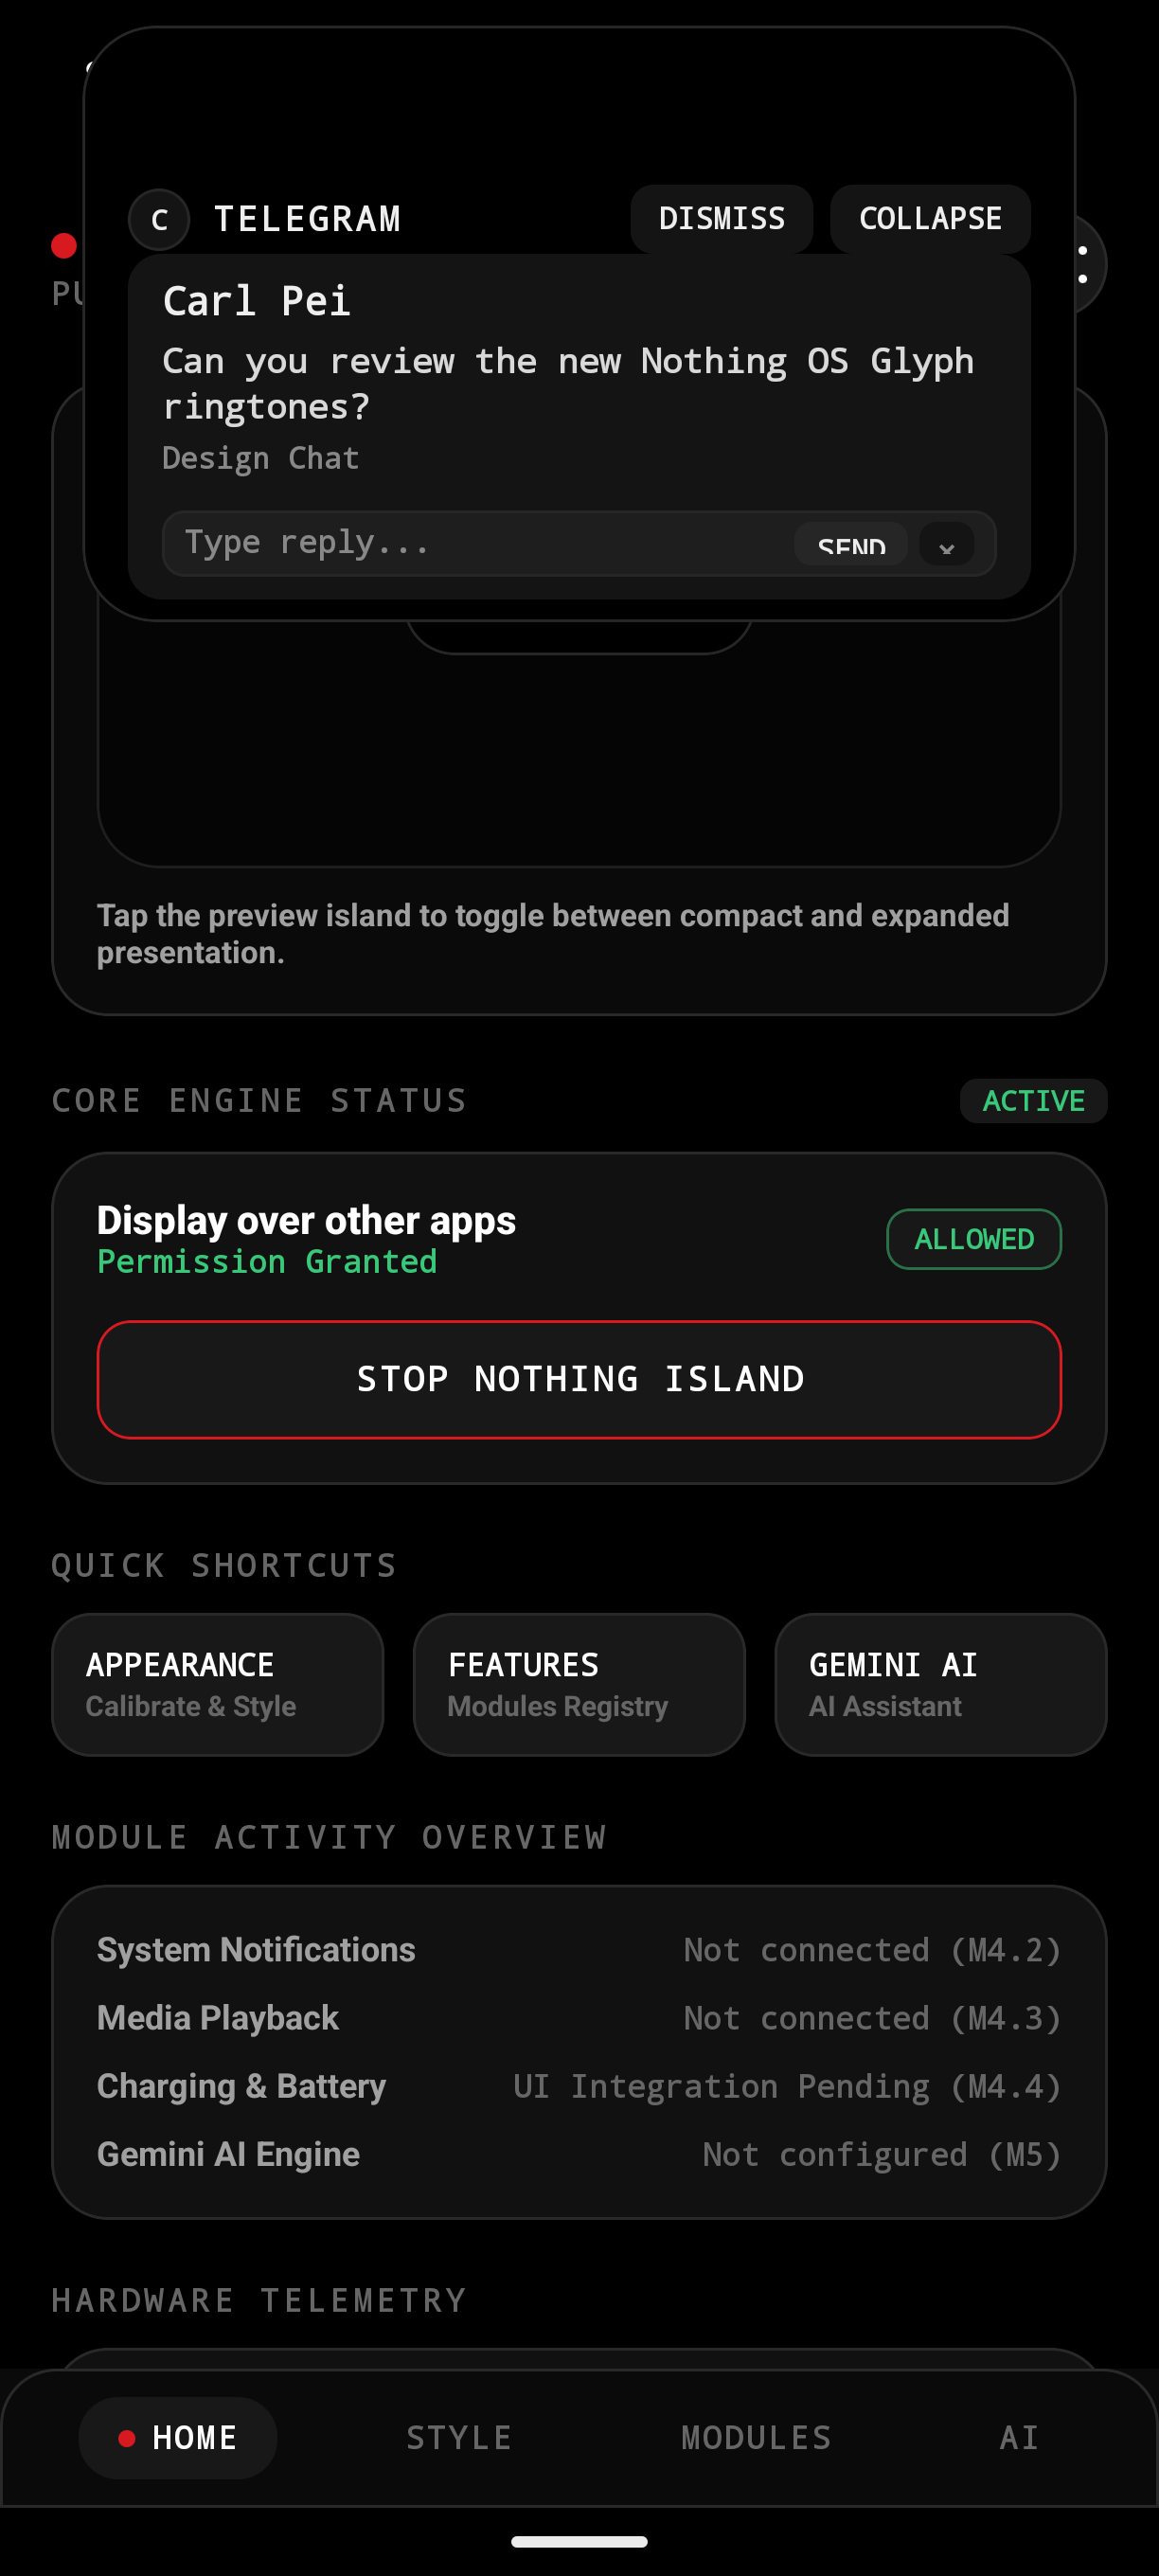 C TELEGRAM DISMISS COLLAPSE
PU
Carl Pei
Can you review the new Nothing OS Glyph
ringtones?
Design Chat
Type reply... SEND
Tap the preview island to toggle between compact and expanded
presentation.
CORE ENGINE STATUS ACTIVE
Display over other apps
Permission Granted
ALLOWED
STOP NOTHING ISLAND
QUICK SHORTCUTS
APPEARANCE
Calibrate & Style
FEATURES
Modules Registry
GEMINI AI
AI Assistant
MODULE ACTIVITY OVERVIEW
System Notifications Not connected (M4.2)
Media Playback Not connected (M4.3)
Charging & Battery UI Integration Pending (M4.4)
Gemini AI Engine Not configured (M5)
HARDWARE TELEMETRY
HOME STYLE MODULES AI